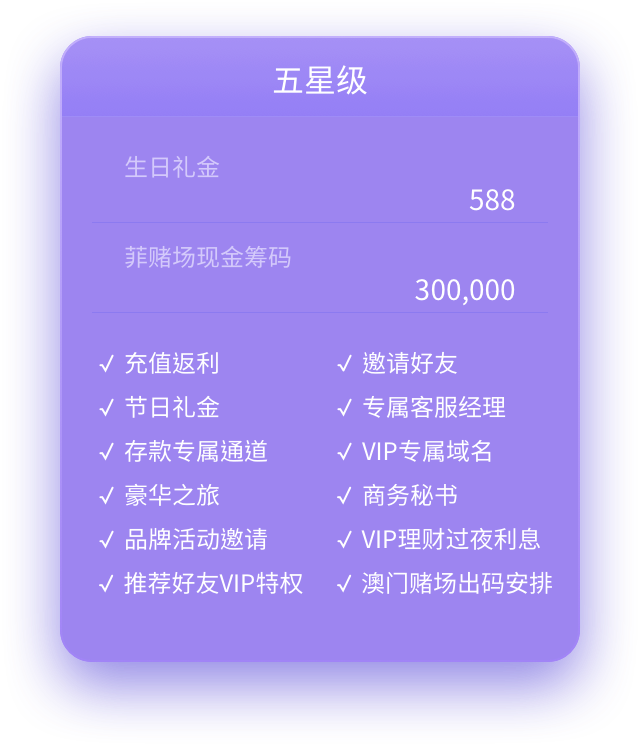 五星级
生日礼金
588
菲赌场现金筹码
300,000
✓ 充值返利
✓ 邀请好友
✓ 节日礼金
✓ 专属客服经理
✓ 存款专属通道
✓ VIP专属域名
✓ 豪华之旅
✓ 商务秘书
✓ 品牌活动邀请
✓ VIP理财过夜利息
✓ 推荐好友VIP特权
✓ 澳门赌场出码安排